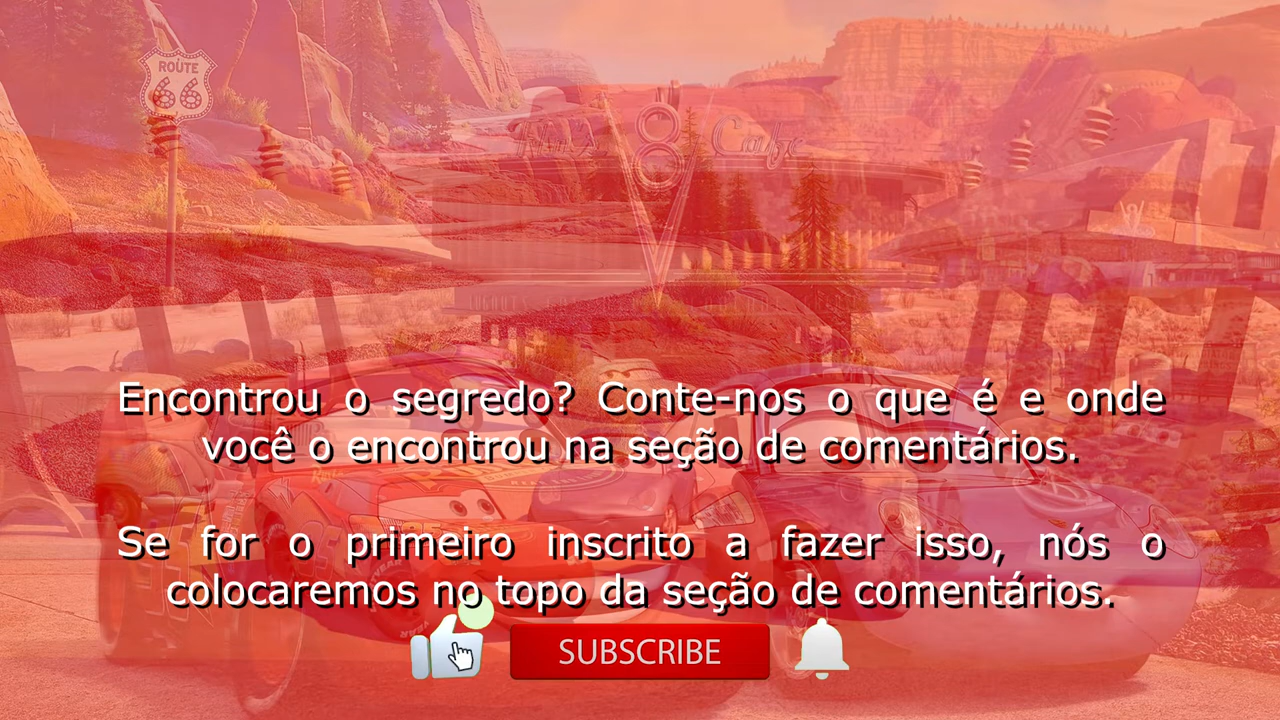 ROUTE
66
V8 Cafe
Encontrou o segredo? Conte-nos o que é e onde
você o encontrou na seção de comentários.
Se for o primeiro inscrito a fazer isso, nós o
colocaremos no topo da seção de comentários.
SUBSCRIBE